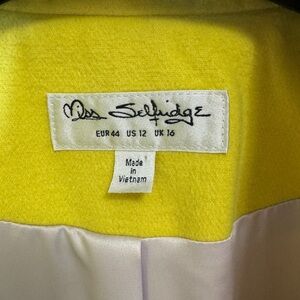 Miss Selfridge
EUR 44 US 12 UK 16
Made
in
Vietnam